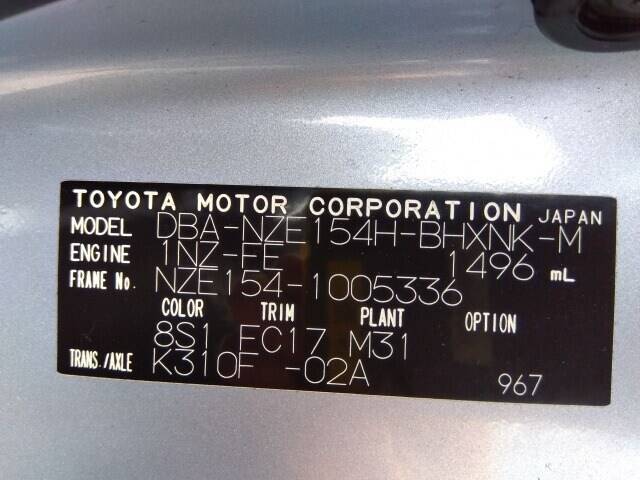 TOYOTA MOTOR CORPORATION JAPAN
MODEL DBA-NZE154H-BHXNK-M
ENGINE 1NZ-FE 1496 mL
FRAME No. NZE154-1005336
COLOR TRIM PLANT OPTION
8S1 FC17 M31
TRANS./AXLE K310F -02A
967